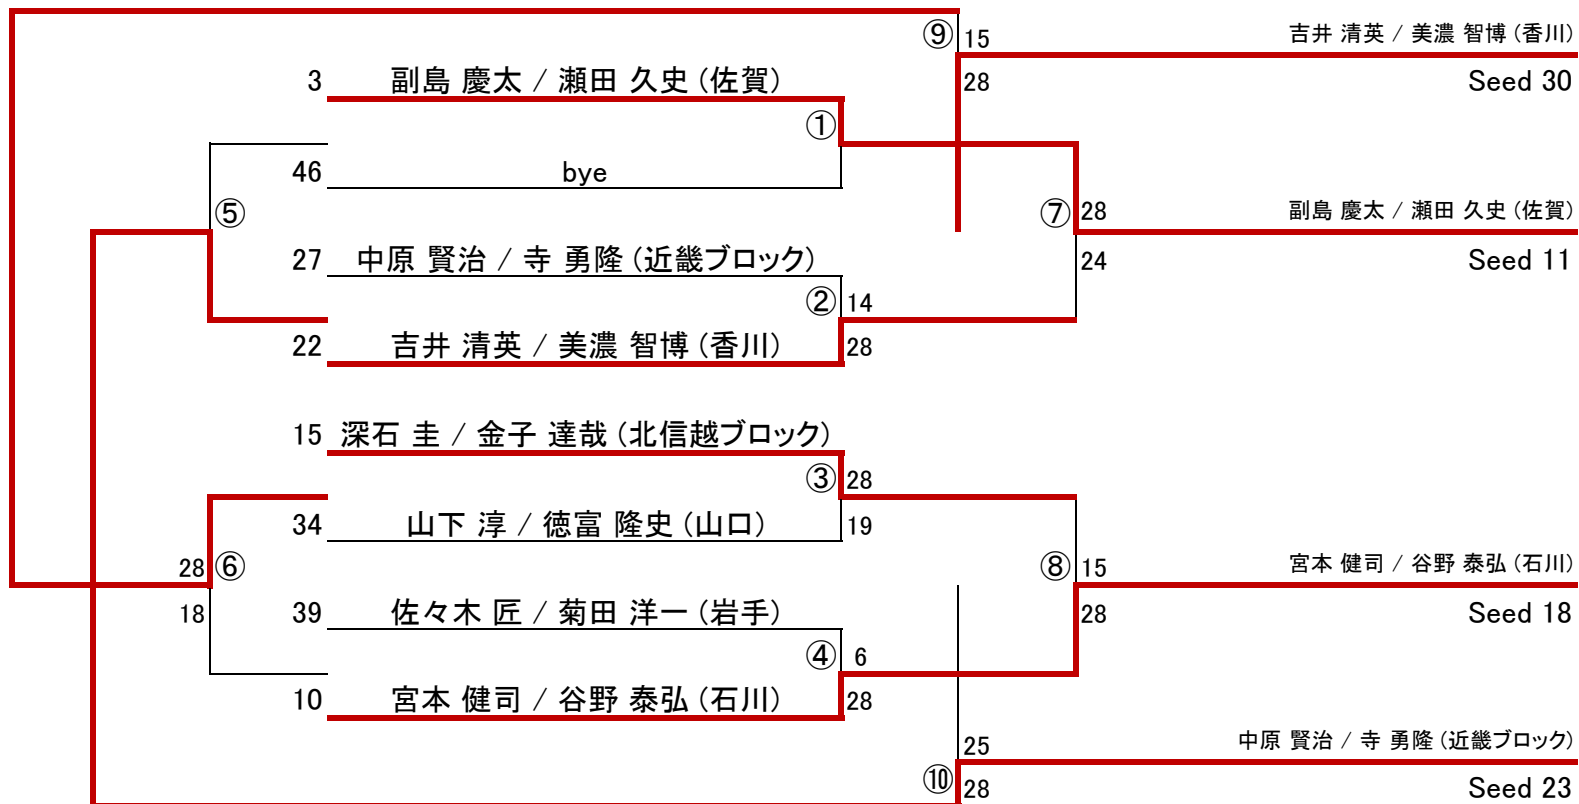 ⑨ 15 吉井 清英 / 美濃 智博 (香川)
3 副島 慶太 / 瀬田 久史 (佐賀) 28 Seed 30
①
46 bye
⑤ ⑦ 28 副島 慶太 / 瀬田 久史 (佐賀)
27 中原 賢治 / 寺 勇隆 (近畿ブロック) 24 Seed 11
② 14
22 吉井 清英 / 美濃 智博 (香川) 28
15 深石 圭 / 金子 達哉 (北信越ブロック)
③ 28
34 山下 淳 / 徳富 隆史 (山口) 19
28 ⑥ ⑧ 15 宮本 健司 / 谷野 泰弘 (石川)
18 39 佐々木 匠 / 菊田 洋一 (岩手) 28 Seed 18
④ 6
10 宮本 健司 / 谷野 泰弘 (石川) 28
25 中原 賢治 / 寺 勇隆 (近畿ブロック)
⑩ 28 Seed 23